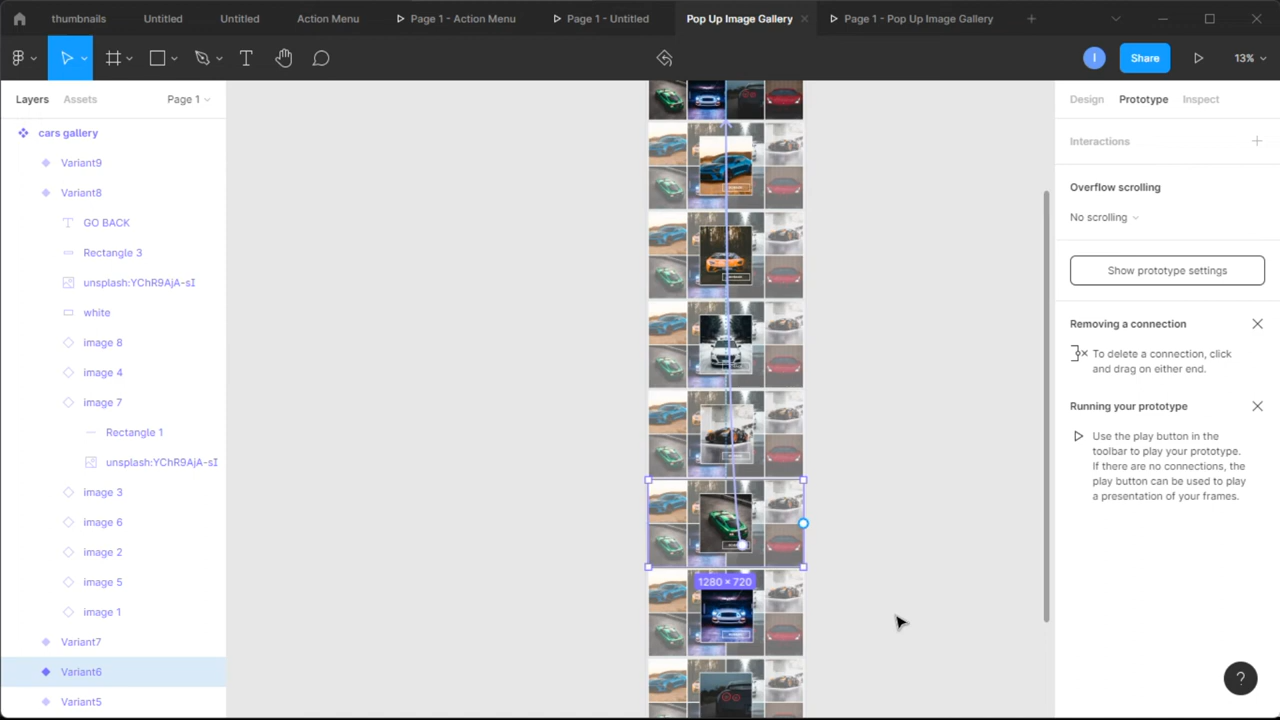 thumbnails
Untitled
Untitled
Action Menu
Page 1 - Action Menu
Page 1 - Untitled
Pop Up Image Gallery
Page 1 - Pop Up Image Gallery
T
I
Share
13%
Layers
Assets
Page 1
Design
Prototype
Inspect
cars gallery
Variant9
Variant8
GO BACK
Rectangle 3
unsplash:YChR9AjA-sI
white
image 8
image 4
image 7
Rectangle 1
unsplash:YChR9AjA-sI
image 3
image 6
image 2
image 5
image 1
Variant7
Variant6
Variant5
1280 × 720
Interactions
Overflow scrolling
No scrolling
Show prototype settings
Removing a connection
To delete a connection, click
and drag on either end.
Running your prototype
Use the play button in the
toolbar to play your prototype.
If there are no connections, the
play button can be used to play
a presentation of your frames.
?